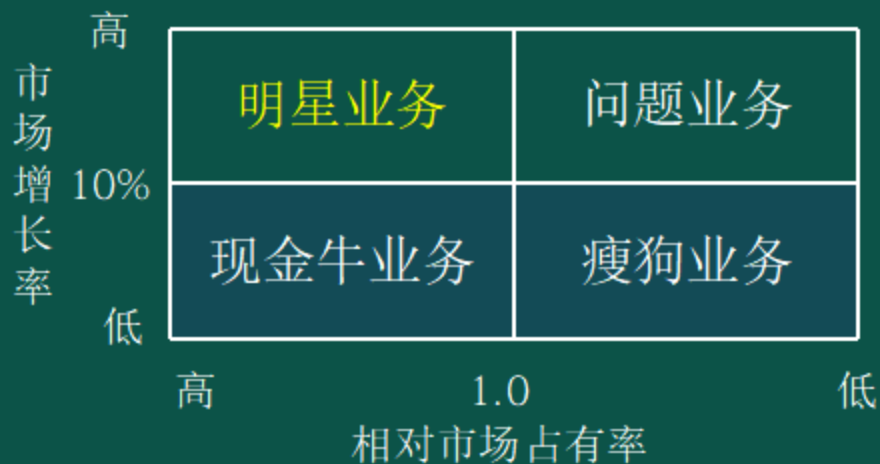 高
市场增长率
明星业务
问题业务
10%
现金牛业务
瘦狗业务
低
高
1.0
低
相对市场占有率